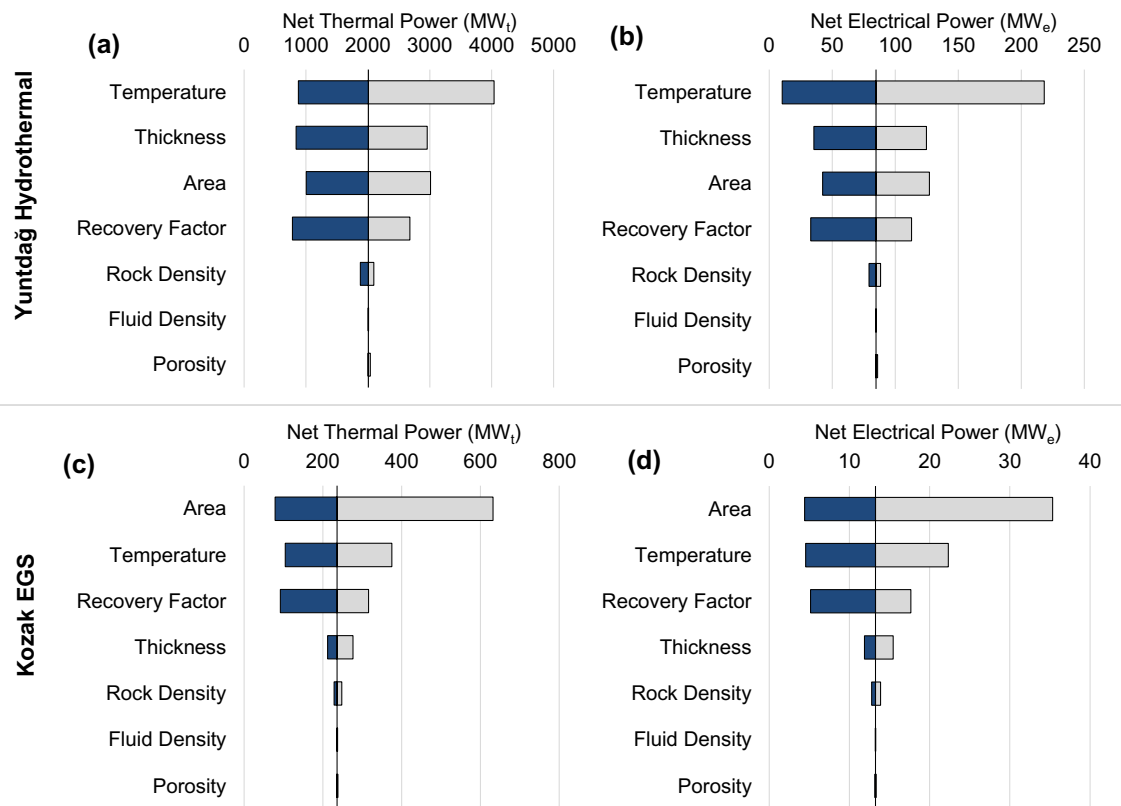 Yuntdağ Hydrothermal
(a)
Net Thermal Power (MWt)
0 1000 2000 3000 4000 5000
Temperature
Thickness
Area
Recovery Factor
Rock Density
Fluid Density
Porosity
(b)
Net Electrical Power (MWe)
0 50 100 150 200 250
Temperature
Thickness
Area
Recovery Factor
Rock Density
Fluid Density
Porosity
Kozak EGS
(c)
Net Thermal Power (MWt)
0 200 400 600 800
Area
Temperature
Recovery Factor
Thickness
Rock Density
Fluid Density
Porosity
(d)
Net Electrical Power (MWe)
0 10 20 30 40
Area
Temperature
Recovery Factor
Thickness
Rock Density
Fluid Density
Porosity